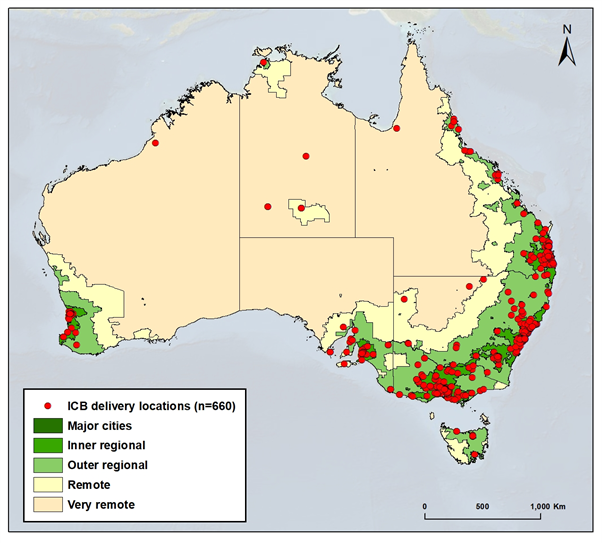 N
ICB delivery locations (n=660)
Major cities
Inner regional
Outer regional
Remote
Very remote
0 500 1,000 Km